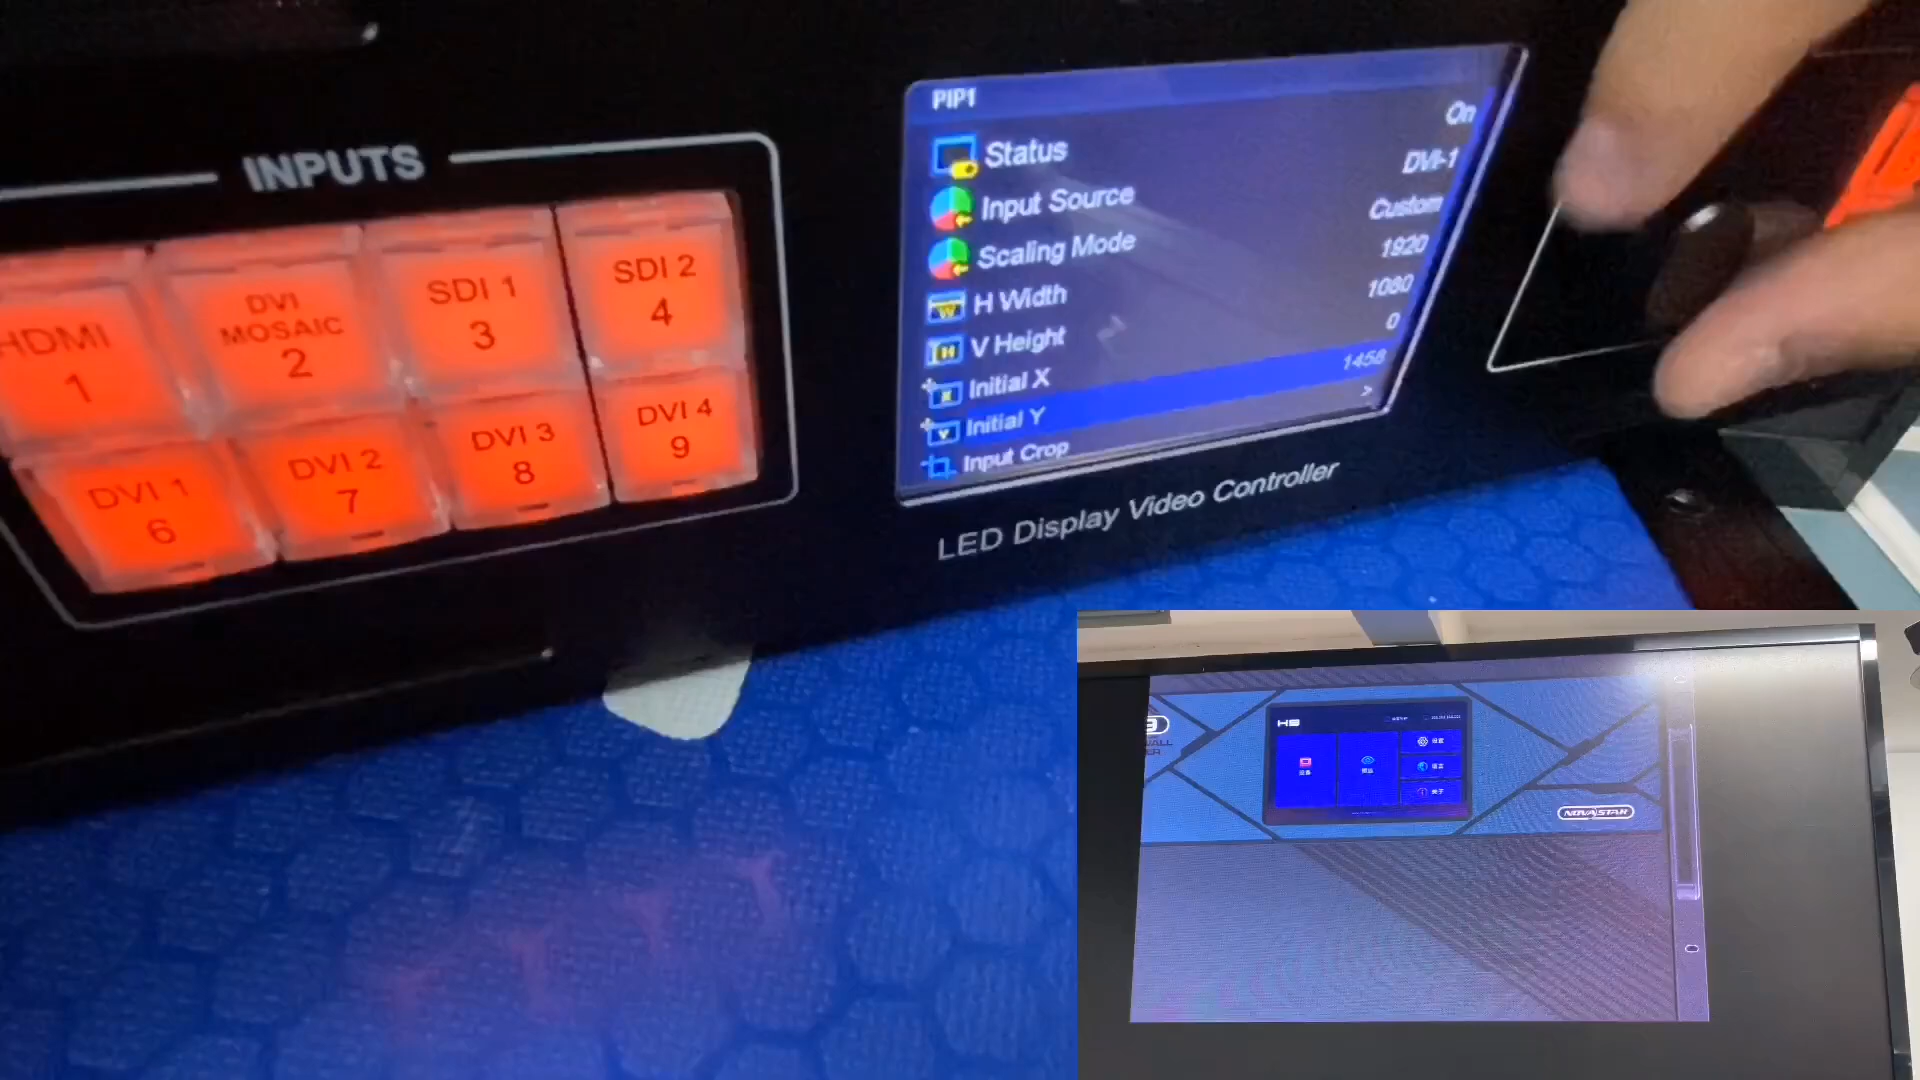 INPUTS
HDMI
1
DVI
MOSAIC
2
SDI 1
3
SDI 2
4
DVI 1
6
DVI 2
7
DVI 3
8
DVI 4
9
PIP1
Status On
Input Source DVI-1
Scaling Mode Custom
H Width 1920
V Height 1080
Initial X 0
Initial Y 1458
Input Crop >
LED Display Video Controller
H9
NOVASTAR